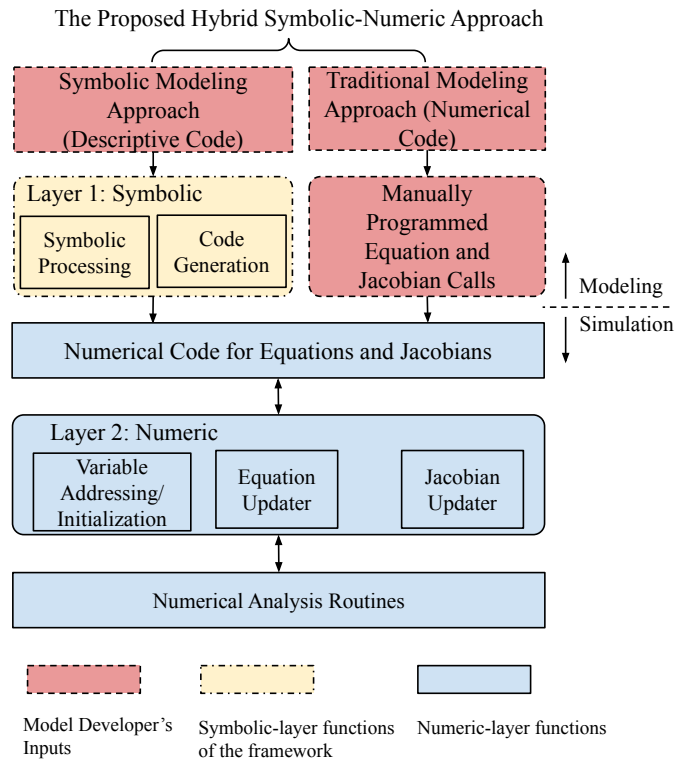 The Proposed Hybrid Symbolic-Numeric Approach
Symbolic Modeling
Approach
(Descriptive Code)
Traditional Modeling
Approach (Numerical
Code)
Layer 1: Symbolic
Symbolic
Processing
Code
Generation
Manually
Programmed
Equation and
Jacobian Calls
Modeling
Simulation
Numerical Code for Equations and Jacobians
Layer 2: Numeric
Variable
Addressing/
Initialization
Equation
Updater
Jacobian
Updater
Numerical Analysis Routines
Model Developer's
Inputs
Symbolic-layer functions
of the framework
Numeric-layer functions